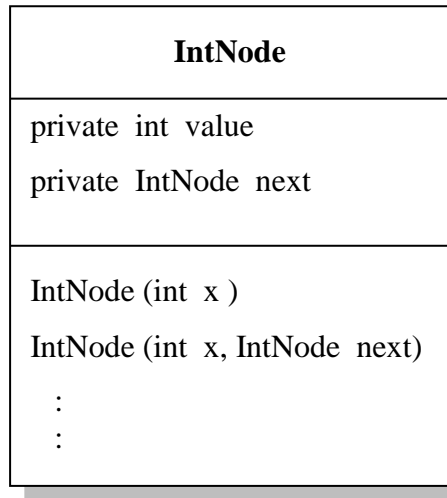 IntNode
private int value
private IntNode next
IntNode (int x )
IntNode (int x, IntNode next)
:
: